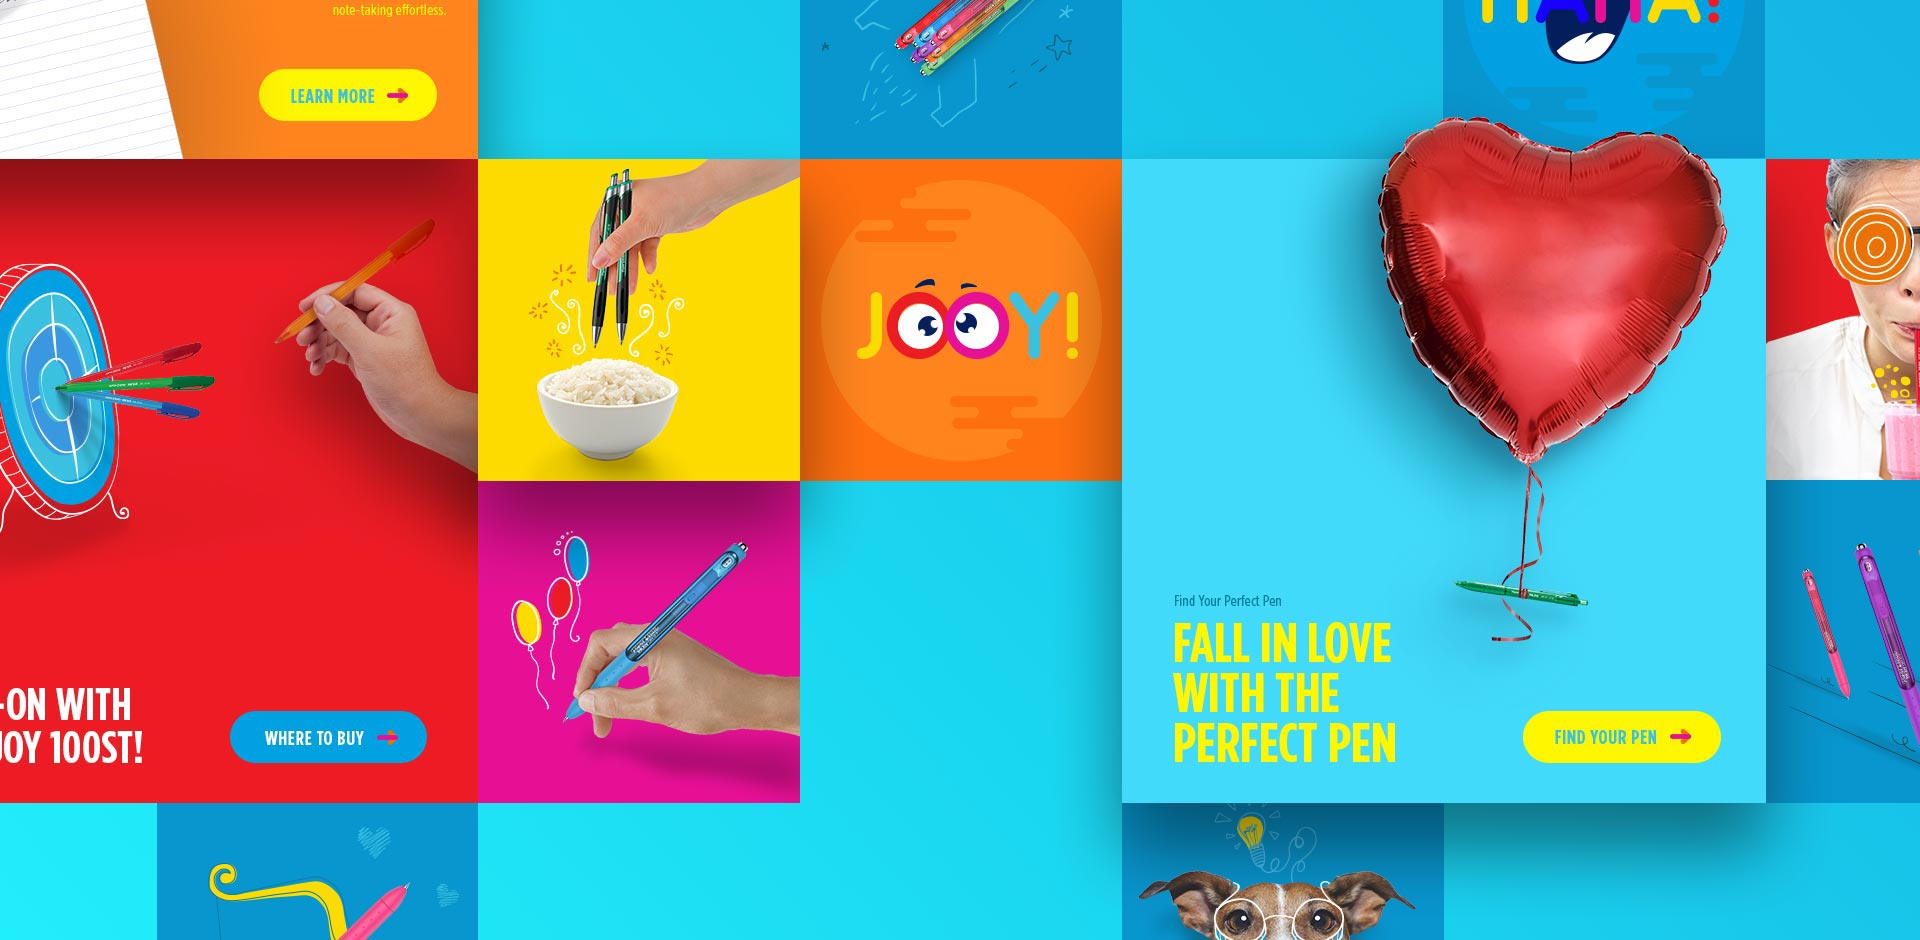 note-taking effortless.
LEARN MORE
HAHA!
JOOY!
Find Your Perfect Pen
FALL IN LOVE
WITH THE
PERFECT PEN
FIND YOUR PEN
-ON WITH
JOY 100ST!
WHERE TO BUY